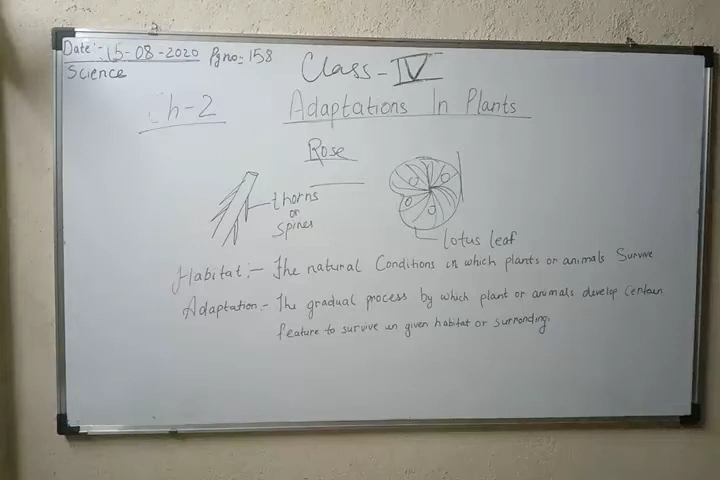 Date:- 15-08-2020 Pg no- 158
Science
Class - IV
Ch-2 Adaptations In Plants
Rose
thorns
or
Spines
Lotus leaf
Habitat:- The natural Conditions in which plants or animals Survive
Adaptation:- The gradual process by which plant or animals develop Certain
feature to survive in given habitat or surronding.